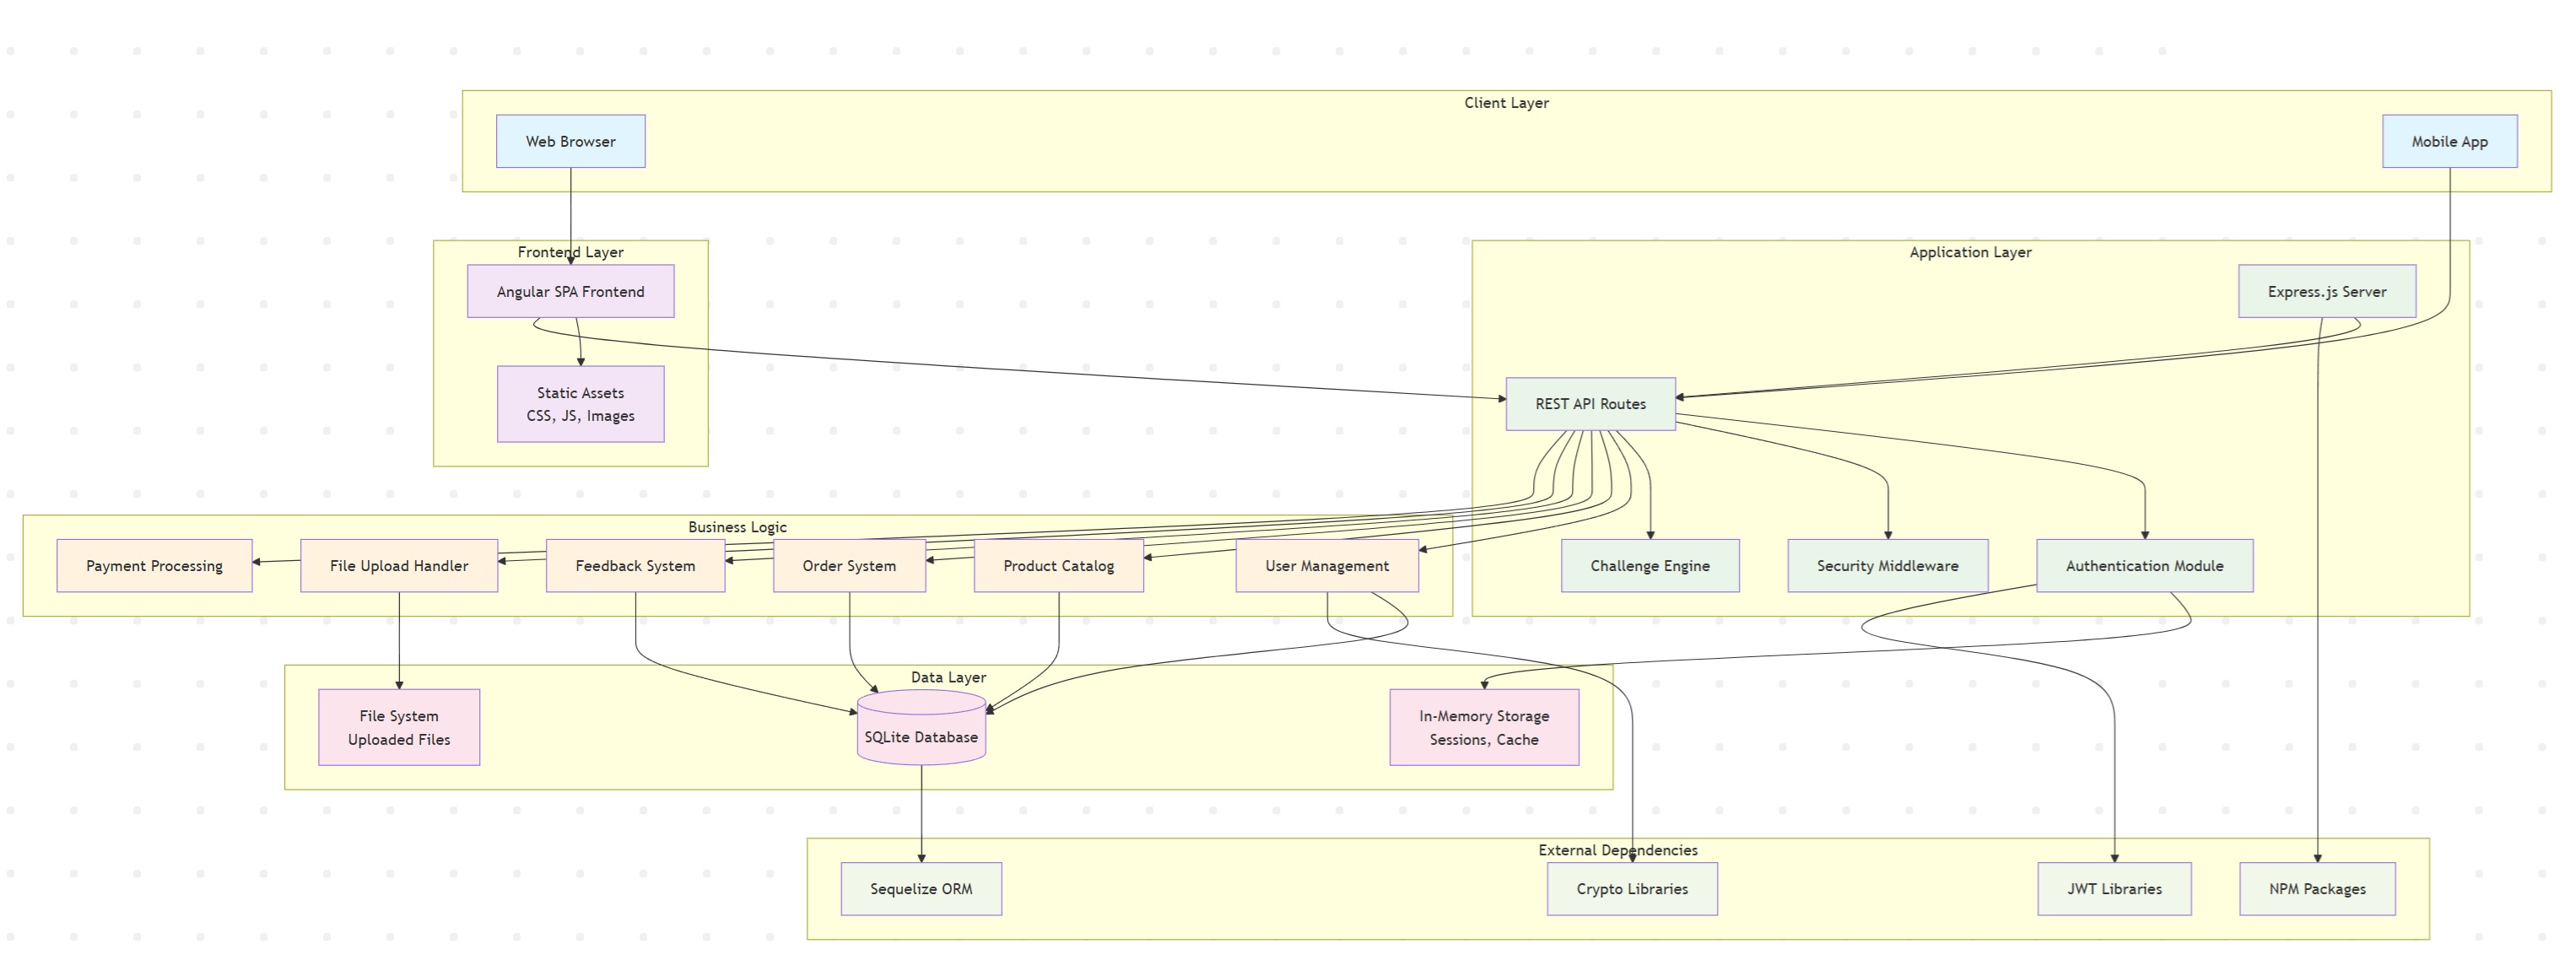 Client Layer
Web Browser
Mobile App
Frontend Layer
Angular SPA Frontend
Static Assets
CSS, JS, Images
Application Layer
Express.js Server
REST API Routes
Challenge Engine
Security Middleware
Authentication Module
Business Logic
Payment Processing
File Upload Handler
Feedback System
Order System
Product Catalog
User Management
Data Layer
File System
Uploaded Files
SQLite Database
In-Memory Storage
Sessions, Cache
External Dependencies
Sequelize ORM
Crypto Libraries
JWT Libraries
NPM Packages